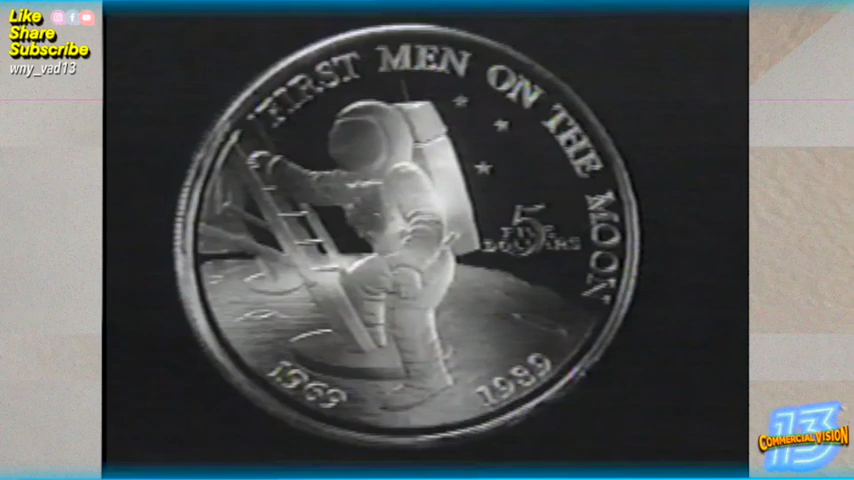 Like
Share
Subscribe
wny_vad13
FIRST MEN ON THE MOON
5
FIVE
DOLLARS
1969
1989
13
COMMERCIAL VISION